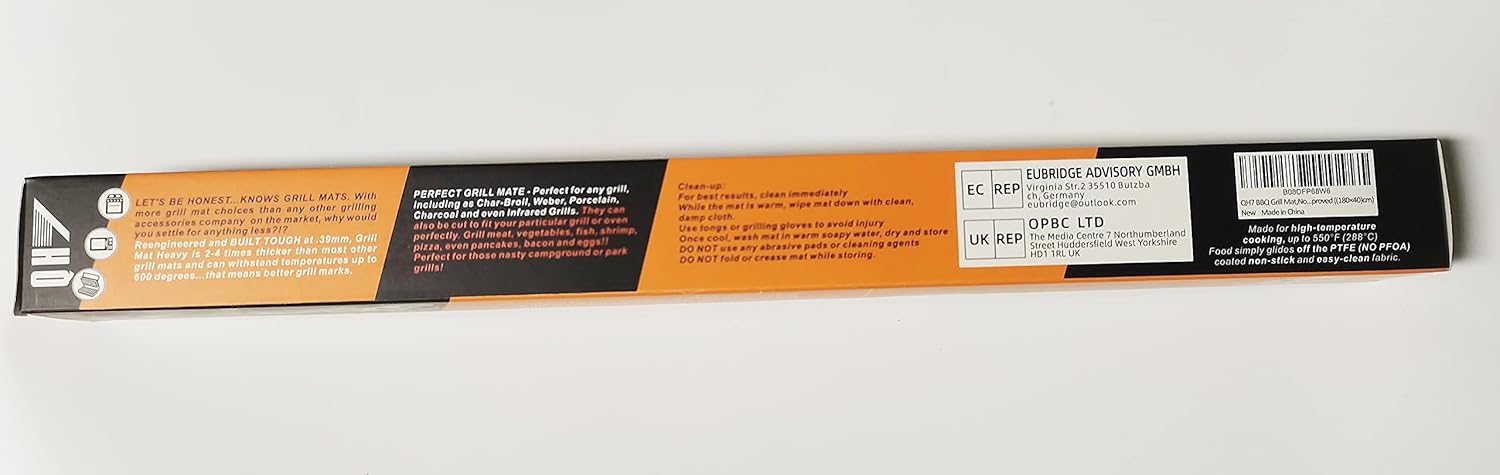 QH7
LET'S BE HONEST...KNOWS GRILL MATS. With
more grill mat choices than any other grilling
accessories company on the market, why would
you settle for anything less?!?
Reengineered and BUILT TOUGH at .39mm, Grill
Mat Heavy is 2-4 times thicker than most other
grill mats and can withstand temperatures up to
600 degrees...that means better grill marks.
PERFECT GRILL MATE - Perfect for any grill,
including as Char-Broil, Weber, Porcelain,
Charcoal and even Infrared Grills. They can
also be cut to fit your particular grill or oven
perfectly. Grill meat, vegetables, fish, shrimp,
pizza, even pancakes, bacon and eggs!!
Perfect for those nasty campground or park
grills!
Clean-up:
For best results, clean immediately
While the mat is warm, wipe mat down with clean,
damp cloth.
Use tongs or grilling gloves to avoid injury
Once cool, wash mat in warm soapy water, dry and store
DO NOT use any abrasive pads or cleaning agents
DO NOT fold or crease mat while storing.
EC REP
EUBRIDGE ADVISORY GMBH
Virginia Str.2 35510 Butzba
ch, Germany
eubridge@outlook.com
UK REP
OPBC LTD
The Media Centre 7 Northumberland
Street Huddersfield West Yorkshire
HD1 1RL UK
B08DFP68W6
QH7 BBQ Grill Mat,No...proved [(180×40)cm)
New Made in China
Made for high-temperature
cooking, up to 550°F (288°C)
Food simply glides off the PTFE (NO PFOA)
coated non-stick and easy-clean fabric.